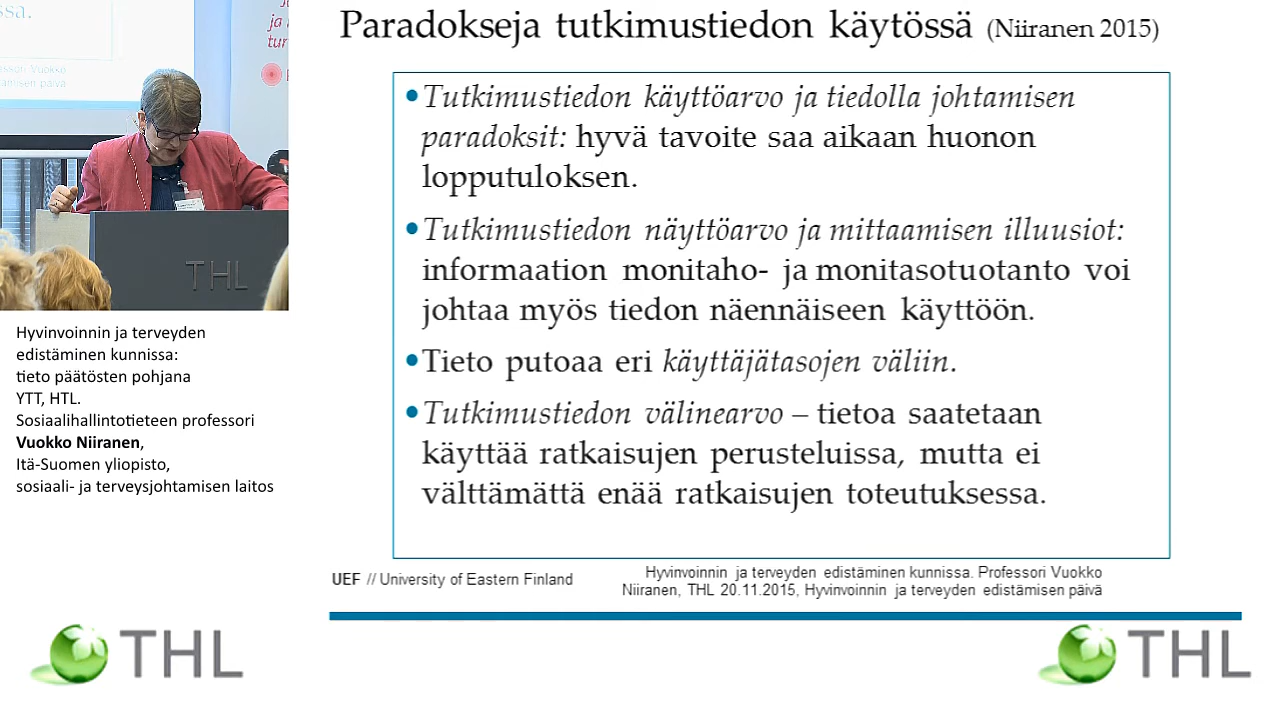 ssa.
ja
tur
THL
Hyvinvoinnin ja terveyden
edistäminen kunnissa:
tieto päätösten pohjana
YTT, HTL.
Sosiaalihallintotieteen professori
Vuokko Niiranen,
Itä-Suomen yliopisto,
sosiaali- ja terveysjohtamisen laitos
Paradokseja tutkimustiedon käytössä (Niiranen 2015)
•Tutkimustiedon käyttöarvo ja tiedolla johtamisen
paradoksit: hyvä tavoite saa aikaan huonon
lopputuloksen.
•Tutkimustiedon näyttöarvo ja mittaamisen illuusiot:
informaation monitaho- ja monitasotuotanto voi
johtaa myös tiedon näennäiseen käyttöön.
•Tieto putoaa eri käyttäjätasojen väliin.
•Tutkimustiedon välinearvo – tietoa saatetaan
käyttää ratkaisujen perusteluissa, mutta ei
välttämättä enää ratkaisujen toteutuksessa.
UEF // University of Eastern Finland
Hyvinvoinnin ja terveyden edistäminen kunnissa. Professori Vuokko
Niiranen, THL 20.11.2015, Hyvinvoinnin ja terveyden edistämisen päivä
THL
THL